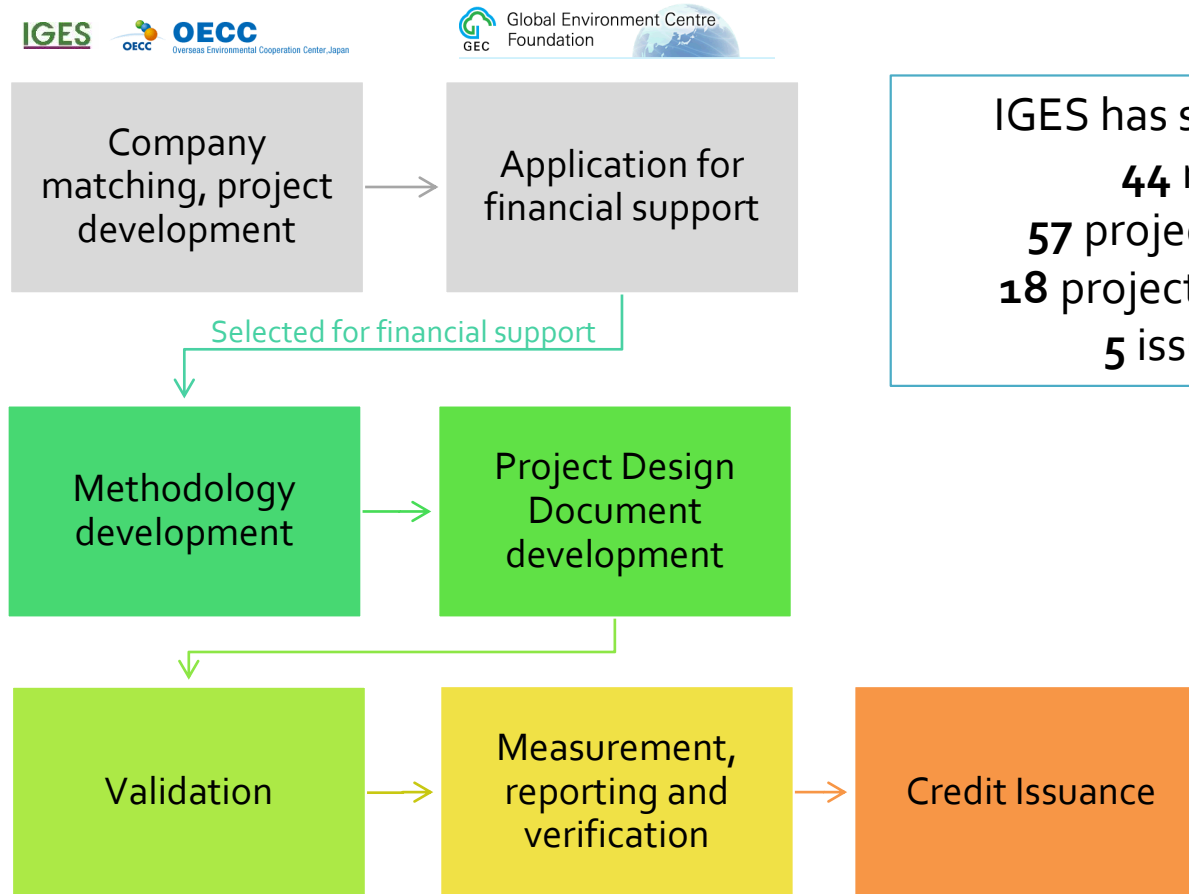 IGES
OECC
OECC
Overseas Environmental Cooperation Center, Japan
GEC
Global Environment Centre
Foundation
Company
matching, project
development
Application for
financial support
IGES has
44
57
18
5
Selected for financial support
Methodology
development
Project Design
Document
development
Validation
Measurement,
reporting and
verification
Credit Issuance